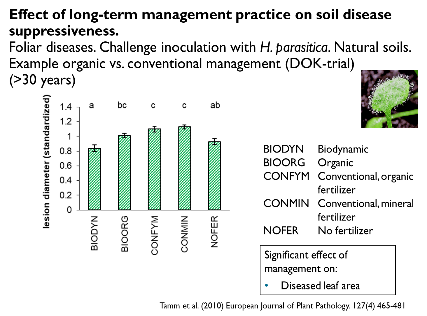 Effect of long-term management practice on soil disease
suppressiveness.
Foliar diseases. Challenge inoculation with H. parasitica. Natural soils.
Example organic vs. conventional management (DOK-trial)
(>30 years)
lesion diameter (standardized)
1.4
1.2
1
0.8
0.6
0.4
0.2
0
a bc c c ab
BIODYN
BIOORG
CONFYM
CONMIN
NOFER
BIODYN Biodynamic
BIOORG Organic
CONFYM Conventional, organic
fertilizer
CONMIN Conventional, mineral
fertilizer
NOFER No fertilizer
Significant effect of
management on:
• Diseased leaf area
Tamm et al. (2010) European Journal of Plant Pathology, 127(4) 465-481